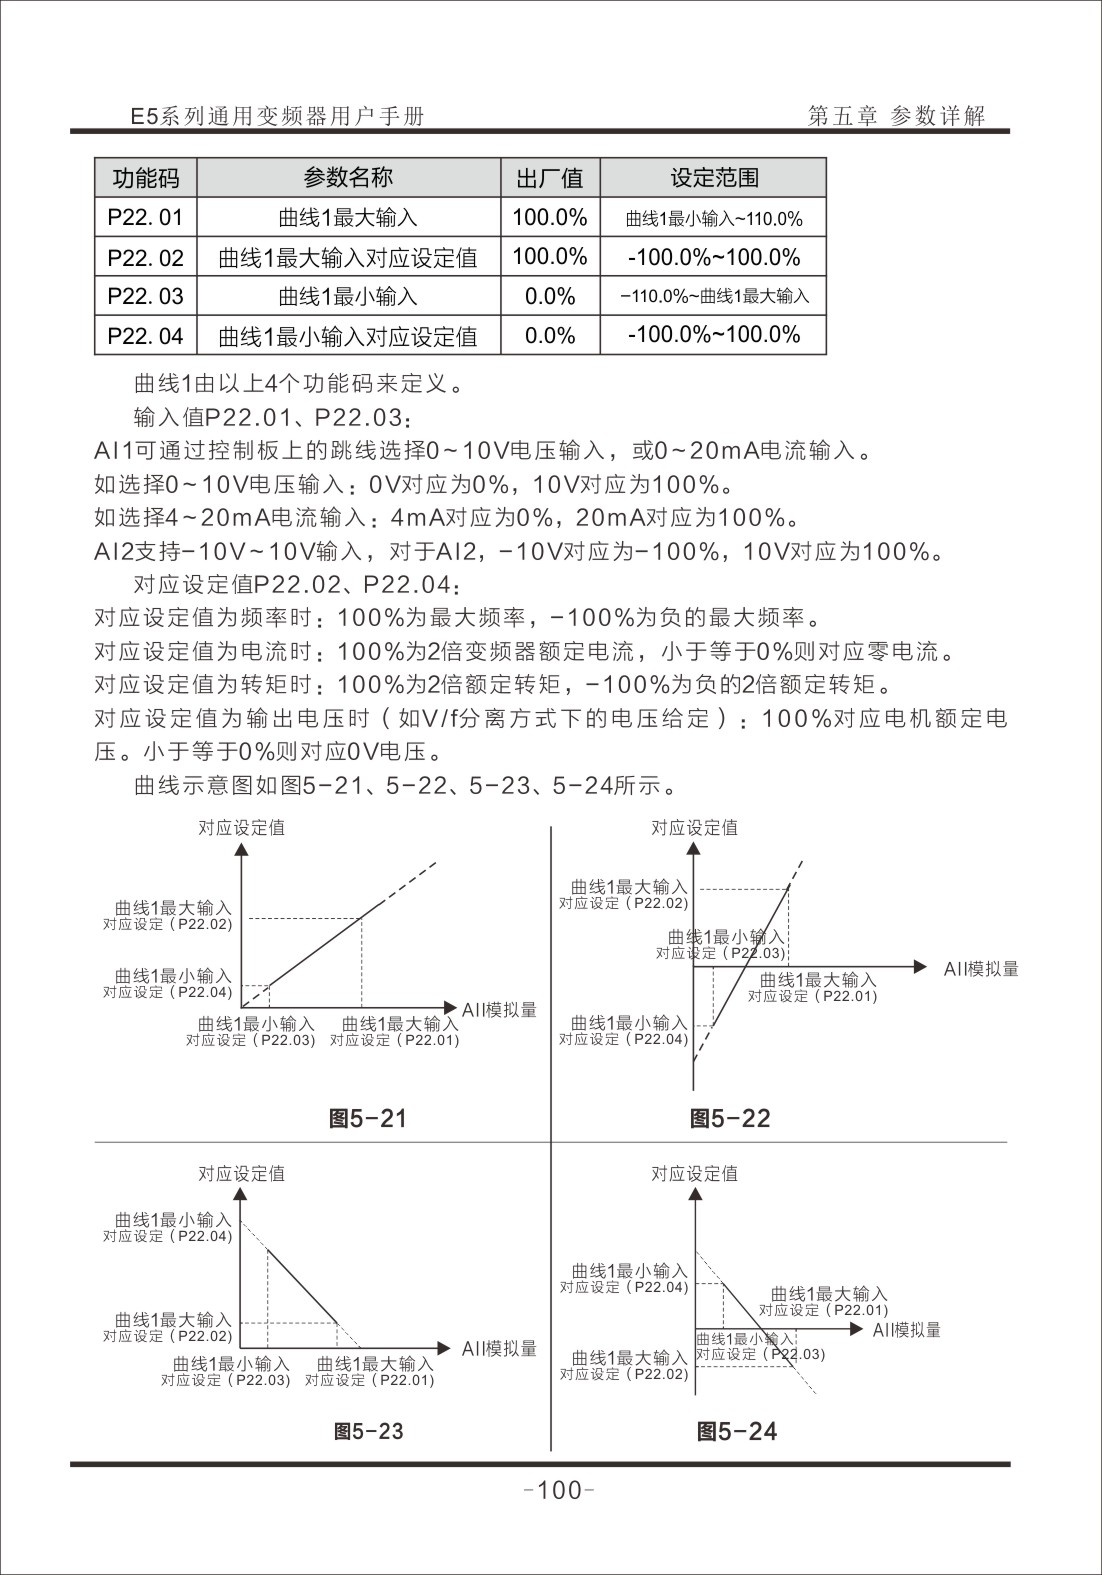 E5系列通用变频器用户手册 第五章 参数详解
功能码 参数名称 出厂值 设定范围
P22.01 曲线1最大输入 100.0% 曲线1最小输入~110.0%
P22.02 曲线1最大输入对应设定值 100.0% -100.0%~100.0%
P22.03 曲线1最小输入 0.0% -110.0%~曲线1最大输入
P22.04 曲线1最小输入对应设定值 0.0% -100.0%~100.0%
曲线1由以上4个功能码来定义。
输入值P22.01、P22.03：
AI1可通过控制板上的跳线选择0~10V电压输入，或0~20mA电流输入。
如选择0~10V电压输入：0V对应为0%，10V对应为100%。
如选择4~20mA电流输入：4mA对应为0%，20mA对应为100%。
AI2支持-10V~10V输入，对于AI2，-10V对应为-100%，10V对应为100%。
对应设定值P22.02、P22.04：
对应设定值为频率时：100%为最大频率，-100%为负的最大频率。
对应设定值为电流时：100%为2倍变频器额定电流，小于等于0%则对应零电流。
对应设定值为转矩时：100%为2倍额定转矩，-100%为负的2倍额定转矩。
对应设定值为输出电压时（如V/f分离方式下的电压给定）：100%对应电机额定电
压。小于等于0%则对应0V电压。
曲线示意图如图5-21、5-22、5-23、5-24所示。
对应设定值
曲线1最大输入
对应设定（P22.02)
曲线1最小输入
对应设定（P22.04)
AII模拟量
曲线1最小输入 曲线1最大输入
对应设定（P22.03) 对应设定（P22.01)
图5-21
对应设定值
曲线1最大输入
对应设定（P22.02)
曲线1最小输入
对应设定（P22.03)
AII模拟量
曲线1最大输入
对应设定（P22.01)
曲线1最小输入
对应设定（P22.04)
图5-22
对应设定值
曲线1最小输入
对应设定（P22.04)
曲线1最大输入
对应设定（P22.02)
AII模拟量
曲线1最小输入 曲线1最大输入
对应设定（P22.03) 对应设定（P22.01)
图5-23
对应设定值
曲线1最小输入
对应设定（P22.04)
曲线1最大输入
对应设定（P22.01)
AII模拟量
曲线1最小输入
对应设定（P22.03)
曲线1最大输入
对应设定（P22.02)
图5-24
-100-